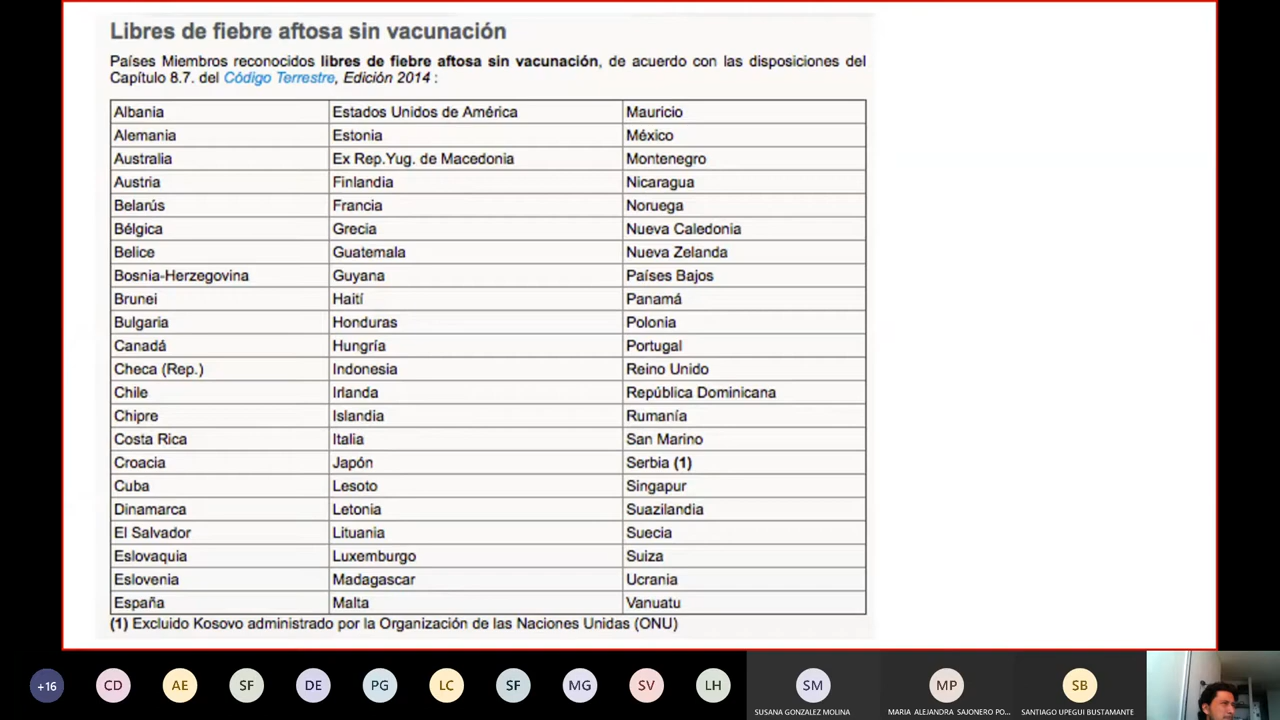 Libres de fiebre aftosa sin vacunación
Países Miembros reconocidos libres de fiebre aftosa sin vacunación, de acuerdo con las disposiciones del
Capítulo 8.7. del Código Terrestre, Edición 2014 :
Albania Estados Unidos de América Mauricio
Alemania Estonia México
Australia Ex Rep.Yug. de Macedonia Montenegro
Austria Finlandia Nicaragua
Belarús Francia Noruega
Bélgica Grecia Nueva Caledonia
Belice Guatemala Nueva Zelanda
Bosnia-Herzegovina Guyana Países Bajos
Brunei Haití Panamá
Bulgaria Honduras Polonia
Canadá Hungría Portugal
Checa (Rep.) Indonesia Reino Unido
Chile Irlanda República Dominicana
Chipre Islandia Rumanía
Costa Rica Italia San Marino
Croacia Japón Serbia (1)
Cuba Lesoto Singapur
Dinamarca Letonia Suazilandia
El Salvador Lituania Suecia
Eslovaquia Luxemburgo Suiza
Eslovenia Madagascar Ucrania
España Malta Vanuatu
(1) Excluido Kosovo administrado por la Organización de las Naciones Unidas (ONU)
+16 CD AE SF DE PG LC SF MG SV LH SM MP SB
SUSANA GONZALEZ MOLINA MARIA ALEJANDRA SAJONERO PO... SANTIAGO UPEGUI BUSTAMANTE